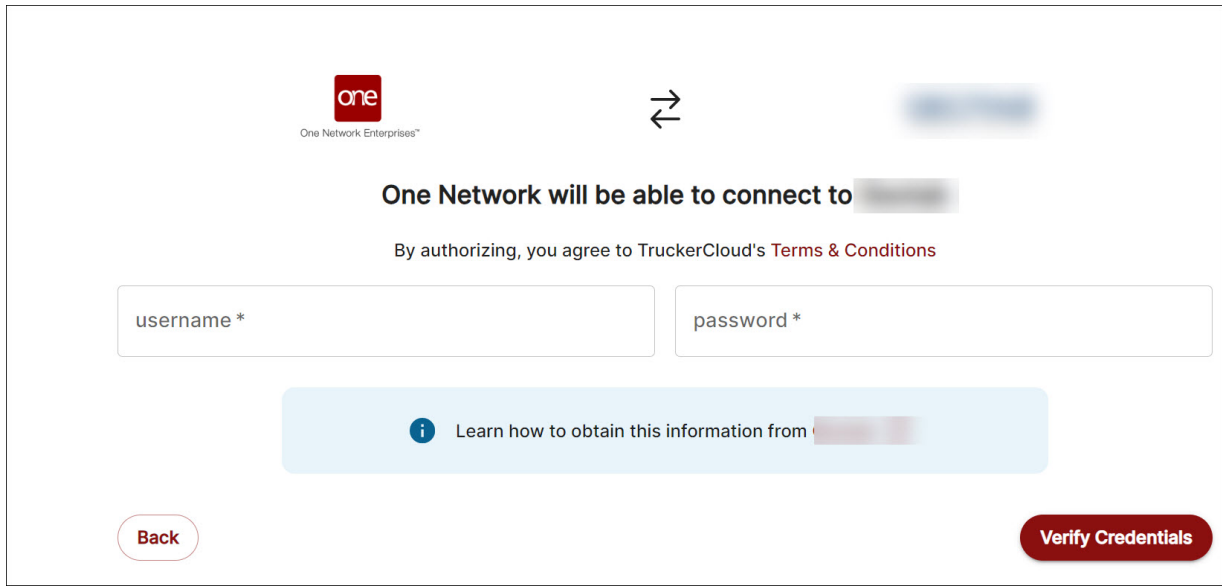 one
One Network Enterprises™
One Network will be able to connect to
By authorizing, you agree to TruckerCloud's Terms & Conditions
username *
password *
Learn how to obtain this information from
Back
Verify Credentials